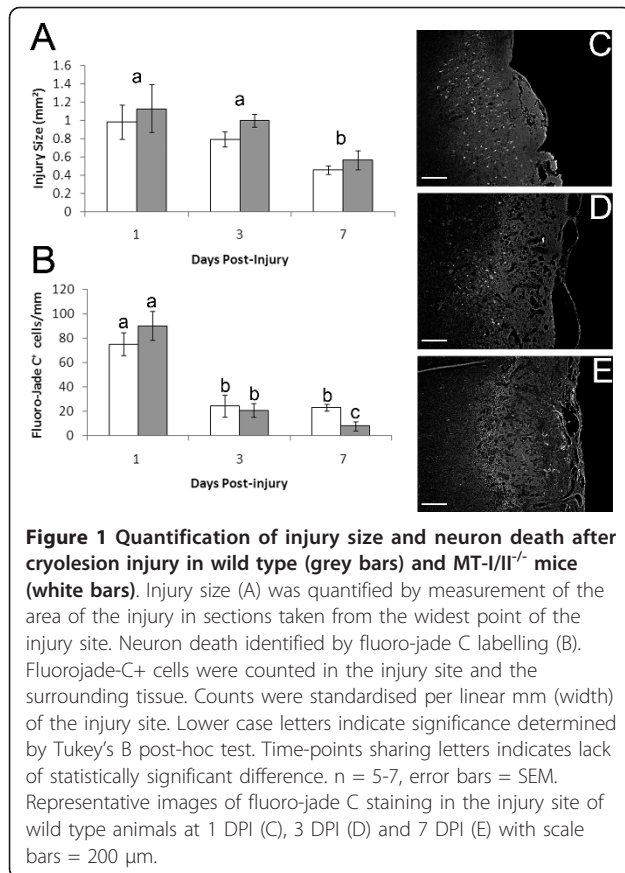 A
C
1.6
1.4
1.2
1
0.8
0.6
0.4
0.2
0
Injury Size (mm²)
a
a
b
1
3
7
Days Post-Injury
D
B
120
100
80
60
40
20
0
Fluoro-Jade C⁺ cells/mm
a
a
b
b
b
c
1
3
7
Days Post-injury
E
Figure 1 Quantification of injury size and neuron death after
cryolesion injury in wild type (grey bars) and MT-I/II⁻/⁻ mice
(white bars). Injury size (A) was quantified by measurement of the
area of the injury in sections taken from the widest point of the
injury site. Neuron death identified by fluoro-jade C labelling (B).
Fluorojade-C+ cells were counted in the injury site and the
surrounding tissue. Counts were standardised per linear mm (width)
of the injury site. Lower case letters indicate significance determined
by Tukey's B post-hoc test. Time-points sharing letters indicates lack
of statistically significant difference. n = 5-7, error bars = SEM.
Representative images of fluoro-jade C staining in the injury site of
wild type animals at 1 DPI (C), 3 DPI (D) and 7 DPI (E) with scale
bars = 200 μm.